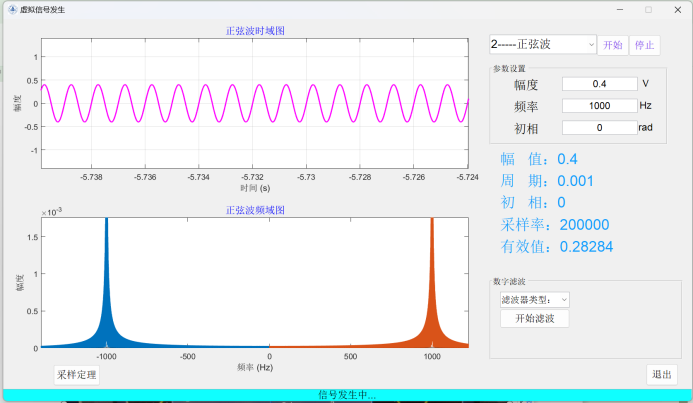 虚拟信号发生
正弦波时域图
1
0.5
0
-0.5
-1
幅度
-5.738 -5.736 -5.734 -5.732 -5.73 -5.728 -5.726 -5.724
时间 (s)
正弦波频域图
×10⁻³
1.5
1
0.5
0
幅度
-1000 -500 0 500 1000
频率 (Hz)
采样定理
2-----正弦波 开始 停止
参数设置
幅度 0.4 V
频率 1000 Hz
初相 0 rad
幅 值：0.4
周 期：0.001
初 相：0
采样率：200000
有效值：0.28284
数字滤波
滤波器类型：
开始滤波
退出
信号发生中...